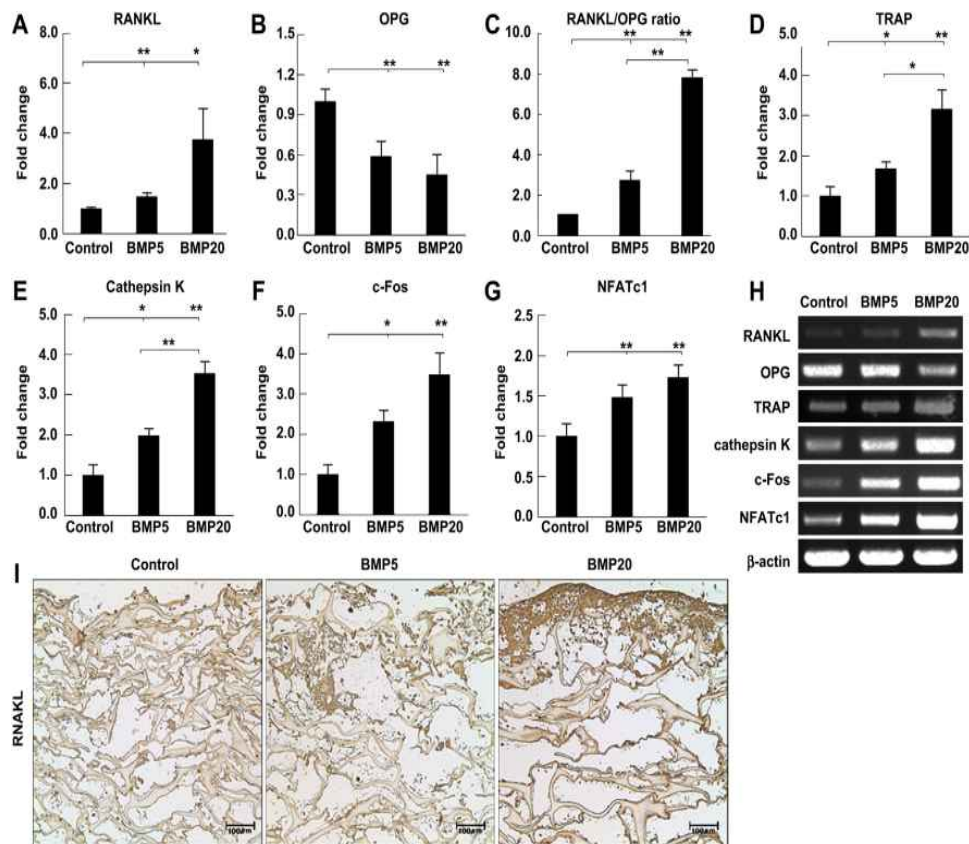 A
RANKL
Fold change
8.0
6.0
4.0
2.0
0.0
** *
Control BMP5 BMP20
B
OPG
Fold change
1.5
1.2
0.9
0.6
0.3
0.0
** **
Control BMP5 BMP20
C
RANKL/OPG ratio
Fold change
10.0
8.0
6.0
4.0
2.0
0.0
** **
**
Control BMP5 BMP20
D
TRAP
Fold change
5.0
4.0
3.0
2.0
1.0
0.0
* **
*
Control BMP5 BMP20
E
Cathepsin K
Fold change
5.0
4.0
3.0
2.0
1.0
0.0
* **
**
Control BMP5 BMP20
F
c-Fos
Fold change
5.0
4.0
3.0
2.0
1.0
0.0
* **
Control BMP5 BMP20
G
NFATc1
Fold change
2.5
2.0
1.5
1.0
0.5
0.0
** **
Control BMP5 BMP20
H
Control BMP5 BMP20
RANKL
OPG
TRAP
cathepsin K
c-Fos
NFATc1
β-actin
I
Control BMP5 BMP20
RNAKL
100μm 100μm 100μm